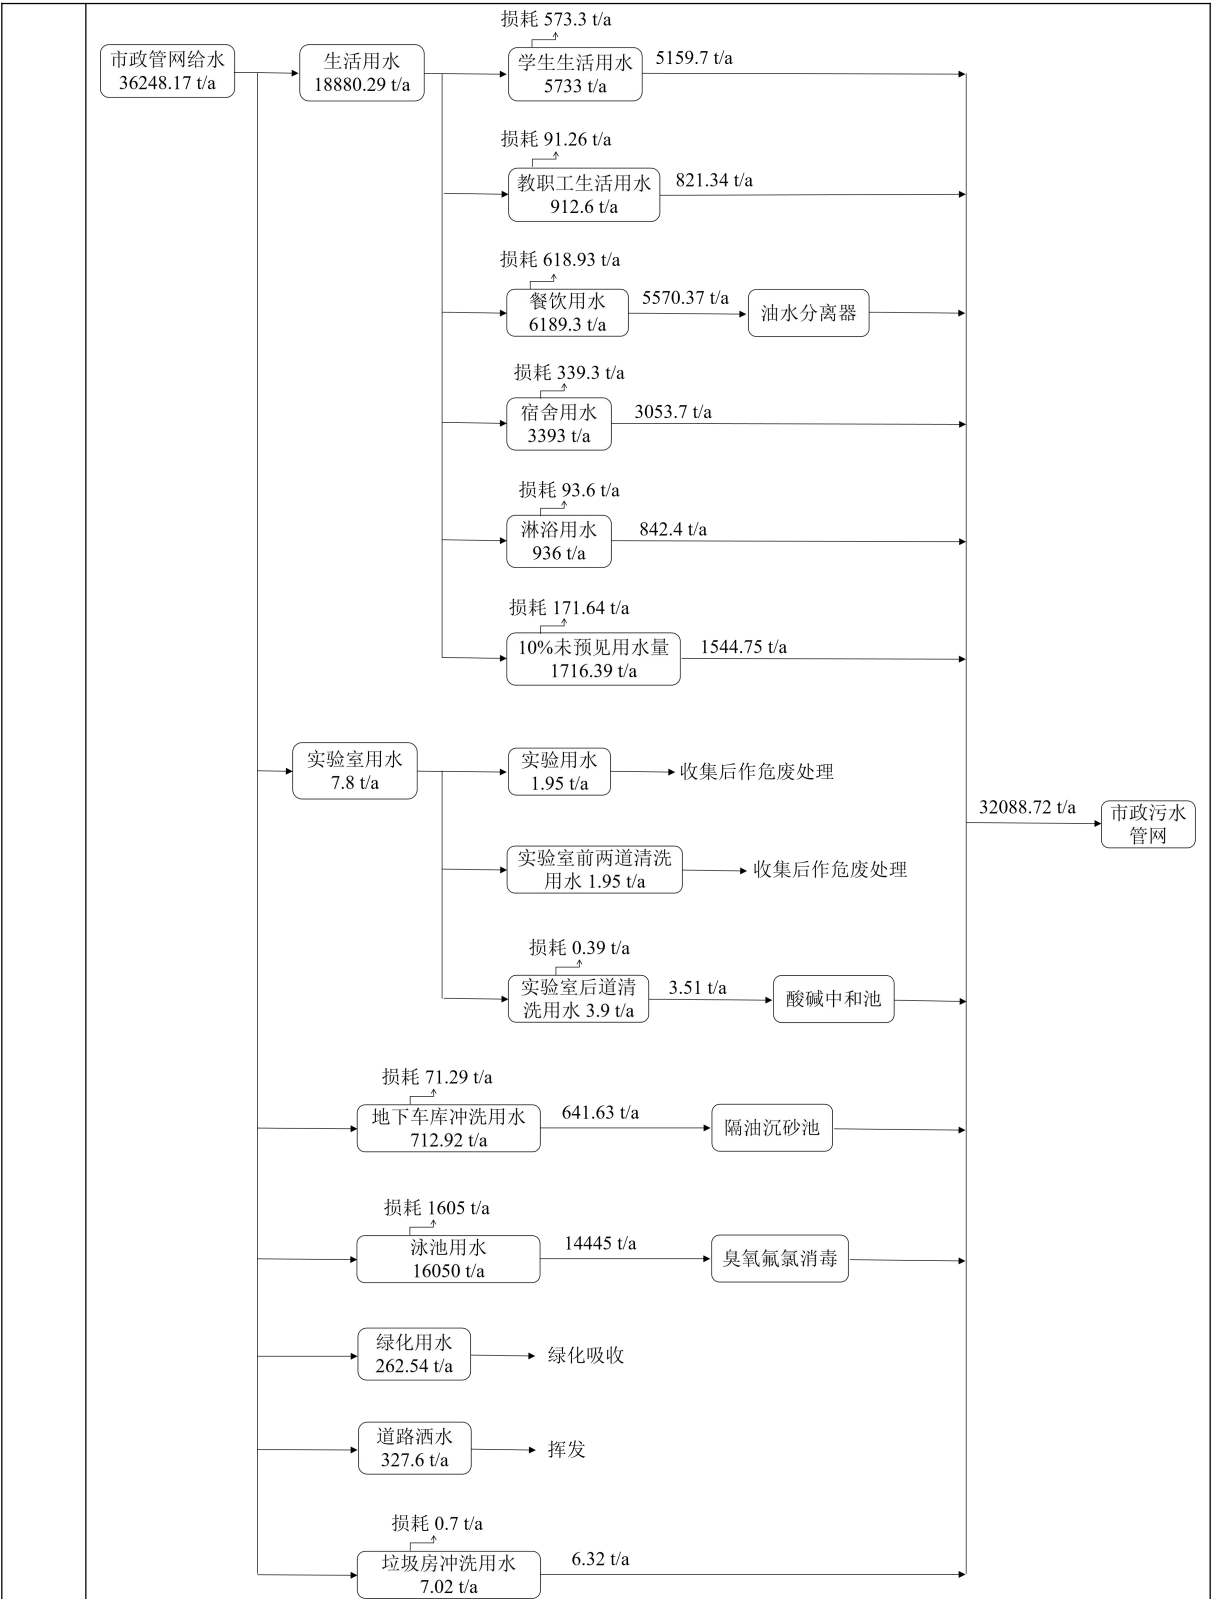 损耗 573.3 t/a
市政管网给水
36248.17 t/a
生活用水
18880.29 t/a
学生生活用水
5733 t/a
5159.7 t/a
损耗 91.26 t/a
教职工生活用水
912.6 t/a
821.34 t/a
损耗 618.93 t/a
餐饮用水
6189.3 t/a
5570.37 t/a
油水分离器
损耗 339.3 t/a
宿舍用水
3393 t/a
3053.7 t/a
损耗 93.6 t/a
淋浴用水
936 t/a
842.4 t/a
损耗 171.64 t/a
10%未预见用水量
1716.39 t/a
1544.75 t/a
实验室用水
7.8 t/a
实验用水
1.95 t/a
收集后作危废处理
32088.72 t/a
市政污水
管网
实验室前两道清洗
用水 1.95 t/a
收集后作危废处理
损耗 0.39 t/a
实验室后道清
洗用水 3.9 t/a
3.51 t/a
酸碱中和池
损耗 71.29 t/a
地下车库冲洗用水
712.92 t/a
641.63 t/a
隔油沉砂池
损耗 1605 t/a
泳池用水
16050 t/a
14445 t/a
臭氧氟氯消毒
绿化用水
262.54 t/a
绿化吸收
道路洒水
327.6 t/a
挥发
损耗 0.7 t/a
垃圾房冲洗用水
7.02 t/a
6.32 t/a